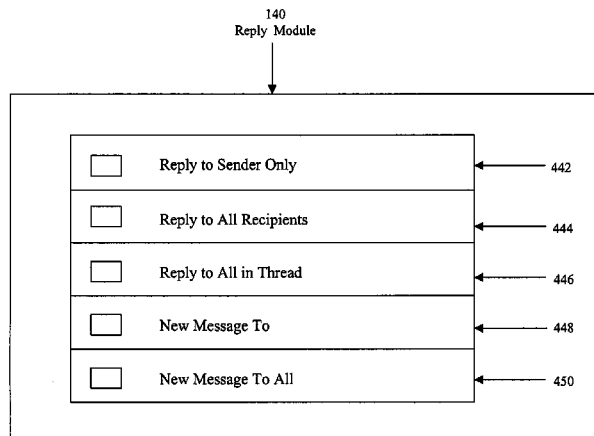 140
Reply Module
Reply to Sender Only
442
Reply to All Recipients
444
Reply to All in Thread
446
New Message To
448
New Message To All
450